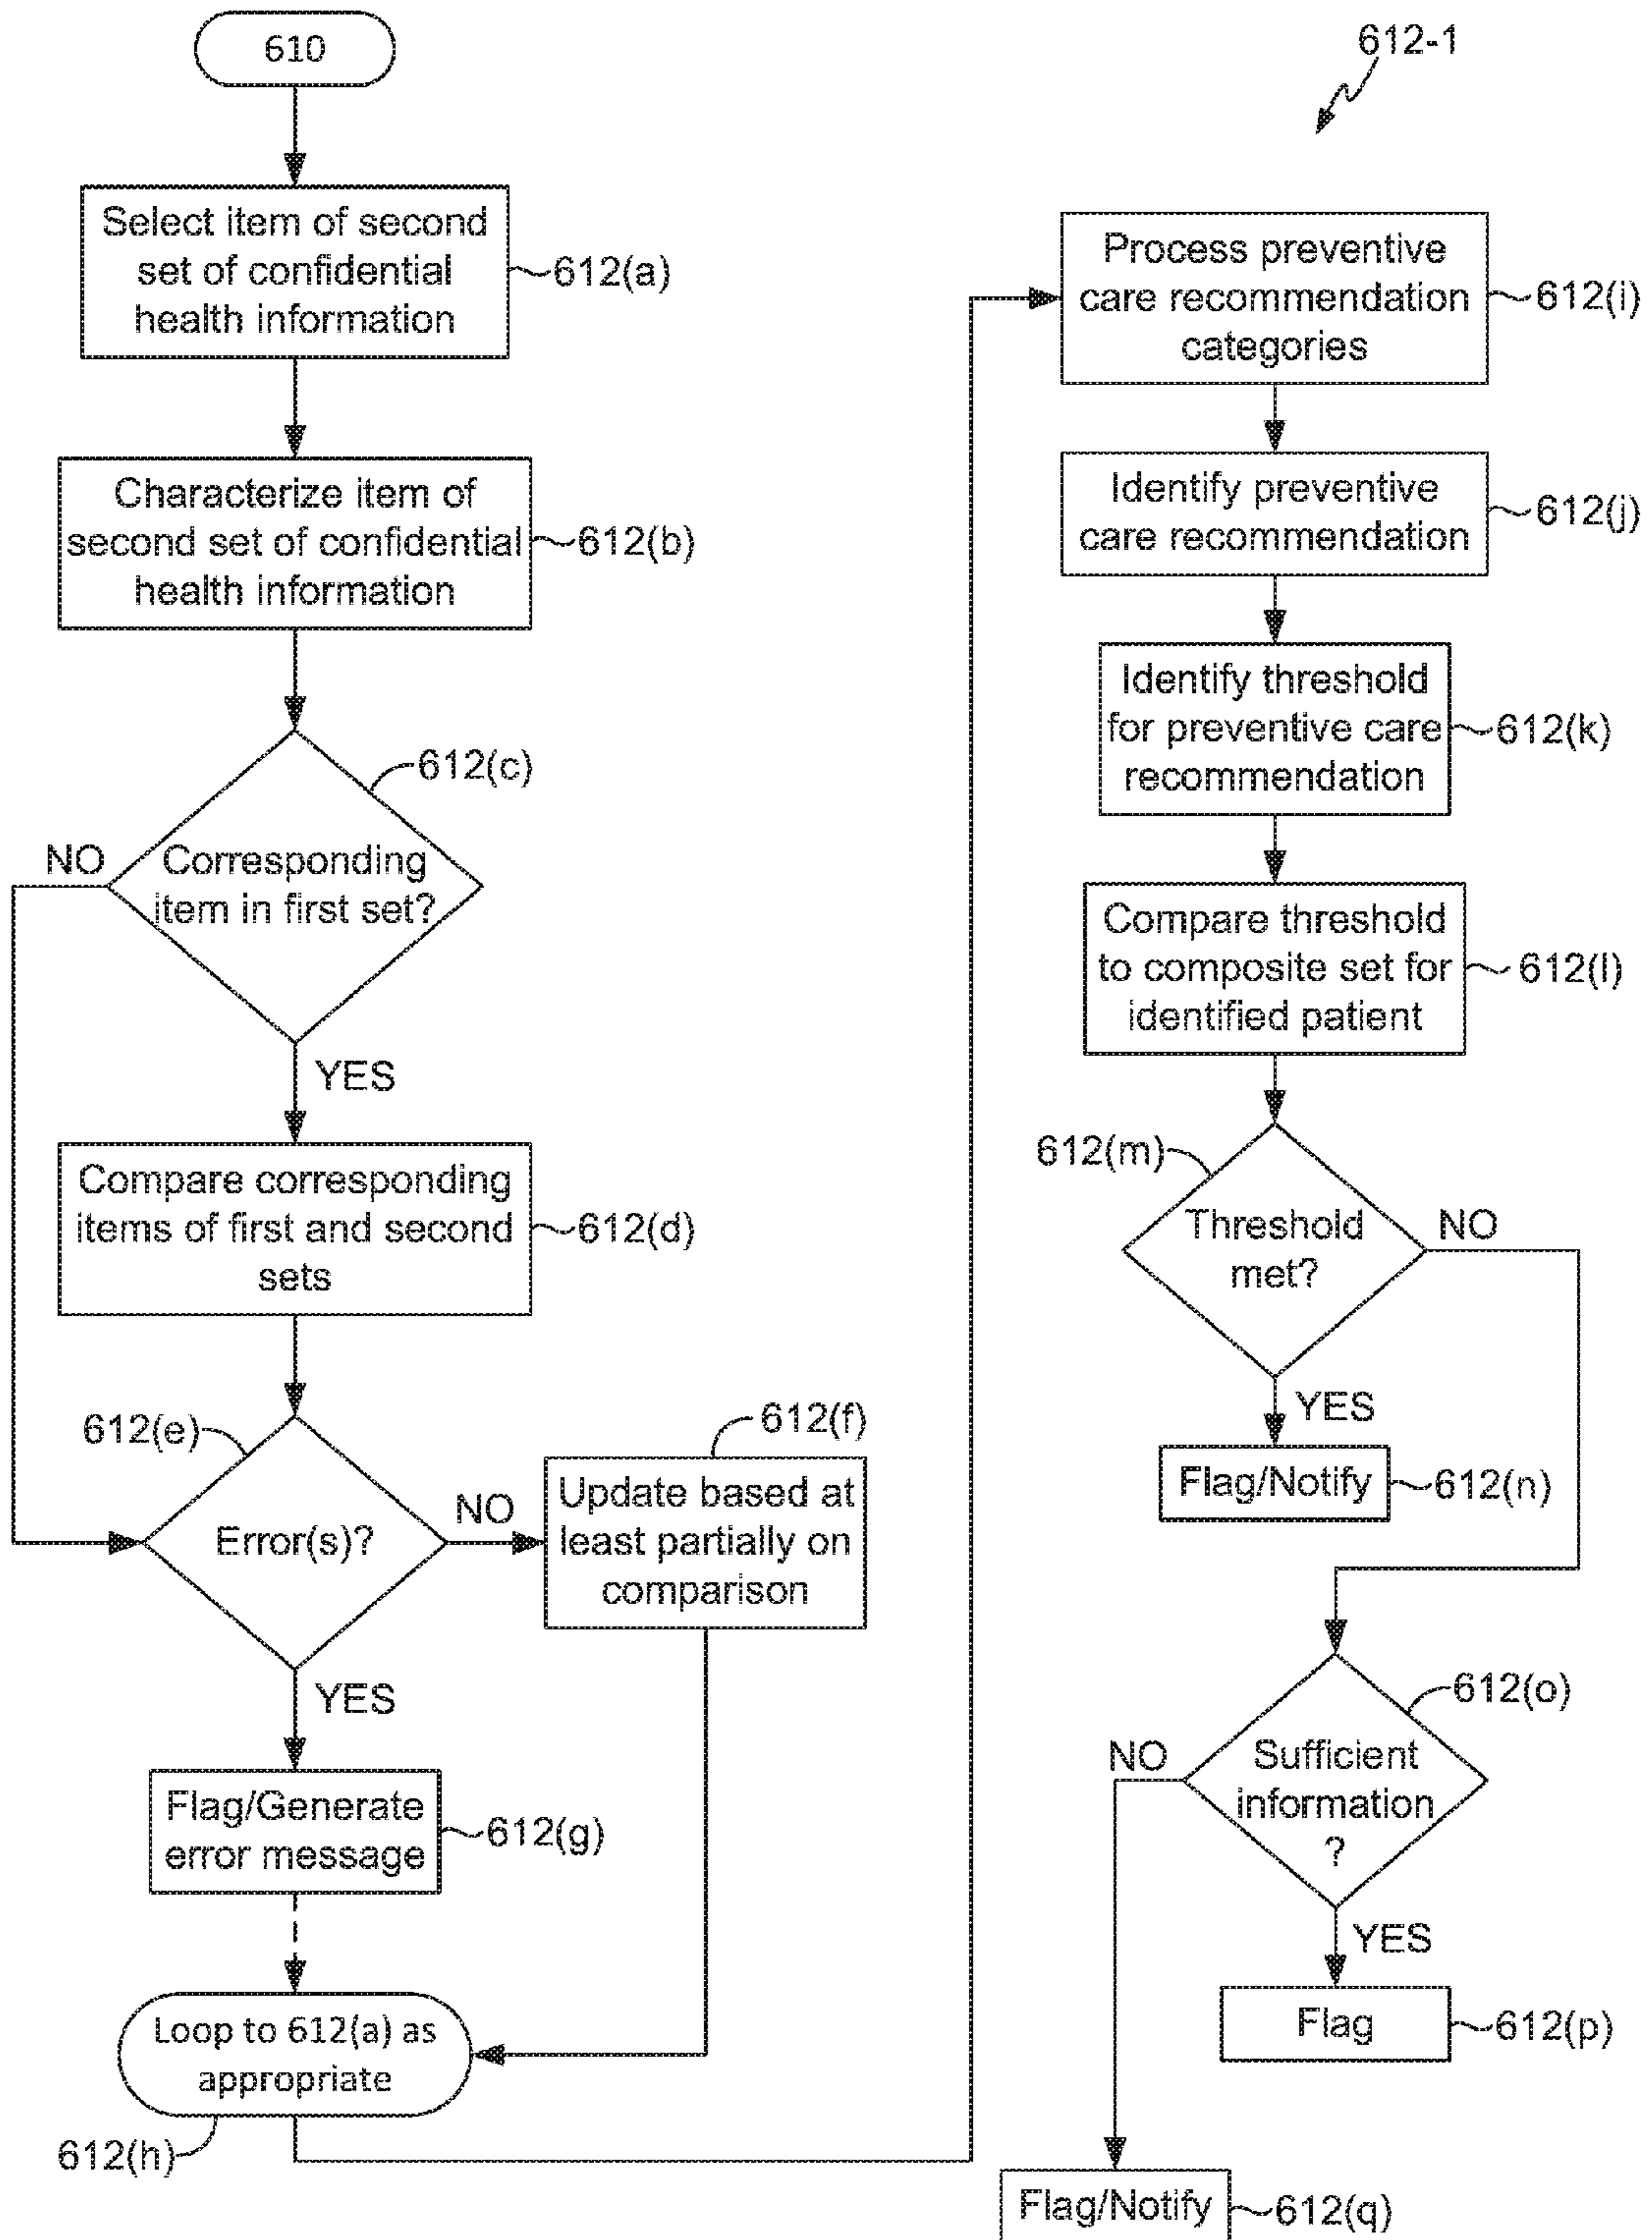 610
Select item of second
set of confidential
health information
612(a)
Characterize item of
second set of confidential
health information
612(b)
612(c)
Corresponding
item in first set?
NO
YES
Compare corresponding
items of first and second
sets
612(d)
612(e)
Error(s)?
NO
612(f)
Update based at
least partially on
comparison
YES
Flag/Generate
error message
612(g)
Loop to 612(a) as
appropriate
612(h)
612-1
Process preventive
care recommendation
categories
612(i)
Identify preventive
care recommendation
612(j)
Identify threshold
for preventive care
recommendation
612(k)
Compare threshold
to composite set for
identified patient
612(l)
612(m)
Threshold
met?
NO
YES
Flag/Notify
612(n)
612(o)
Sufficient
information
?
NO
YES
Flag
612(p)
Flag/Notify
612(q)